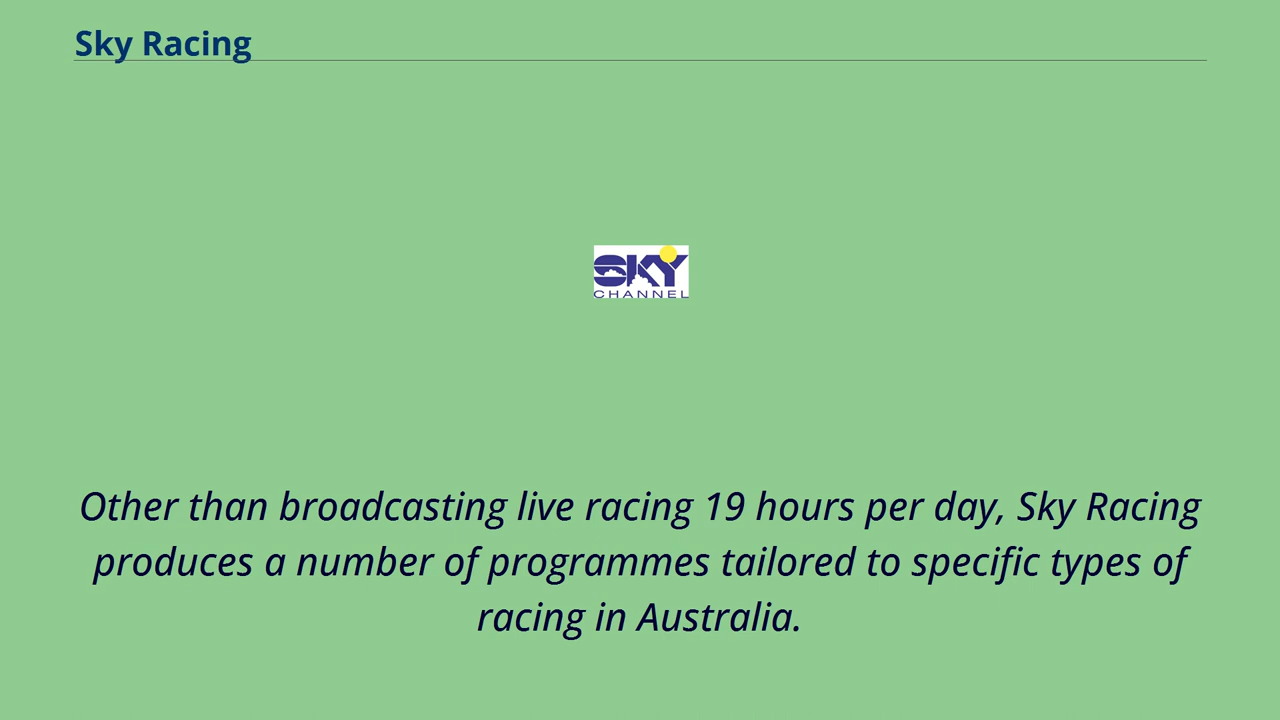 Sky Racing
SKY
CHANNEL
Other than broadcasting live racing 19 hours per day, Sky Racing
produces a number of programmes tailored to specific types of
racing in Australia.